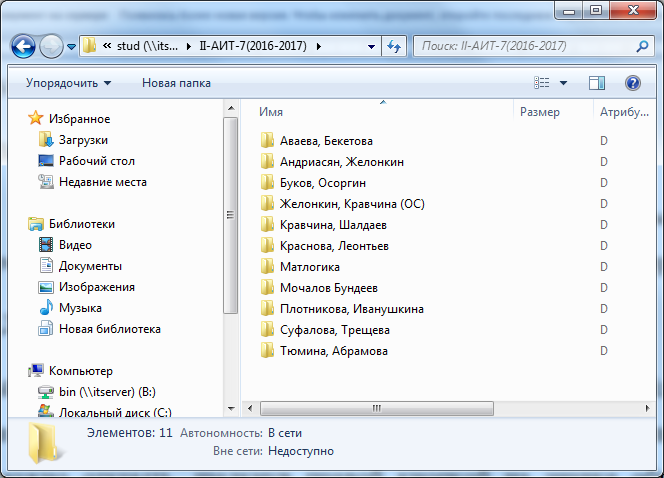 « stud (\\its... ▸ II-АИТ-7(2016-2017) ▸
Поиск: II-АИТ-7(2016-2017)
Упорядочить
Новая папка
Избранное
Загрузки
Рабочий стол
Недавние места
Библиотеки
Видео
Документы
Изображения
Музыка
Новая библиотека
Компьютер
bin (\\itserver) (B:)
Локальный диск (C:)
Имя Размер Атрибу...
Аваева, Бекетова D
Андриасян, Желонкин D
Буков, Осоргин D
Желонкин, Кравчина (ОС) D
Кравчина, Шалдаев D
Краснова, Леонтьев D
Матлогика D
Мочалов Бундеев D
Плотникова, Иванушкина D
Суфалова, Трещева D
Тюмина, Абрамова D
Элементов: 11 Автономность: В сети
Вне сети: Недоступно